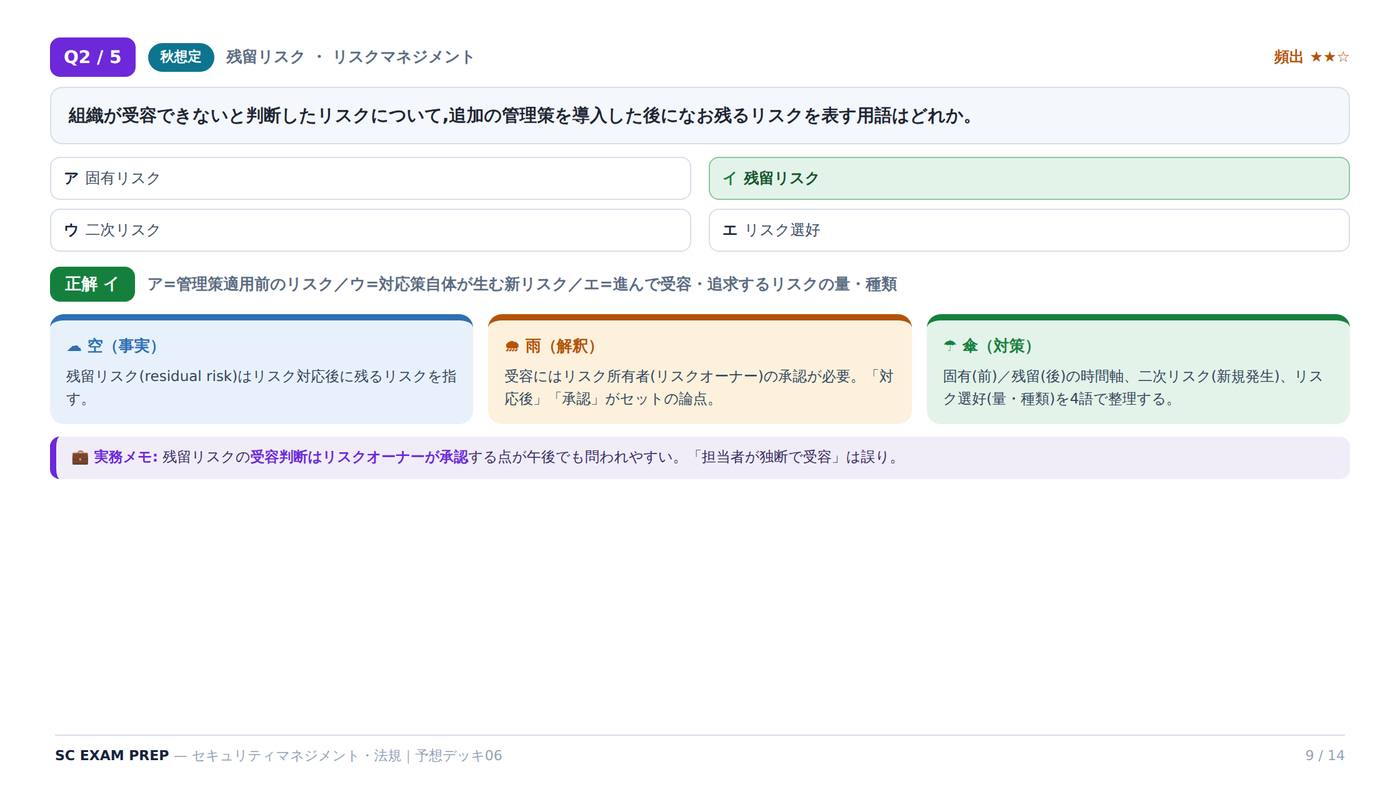 Q2 / 5 秋想定 残留リスク ・ リスクマネジメント 頻出 ★★☆
組織が受容できないと判断したリスクについて,追加の管理策を導入した後になお残るリスクを表す用語はどれか。
ア 固有リスク
イ 残留リスク
ウ 二次リスク
エ リスク選好
正解 イ ア=管理策適用前のリスク／ウ=対応策自体が生む新リスク／エ=進んで受容・追求するリスクの量・種類
☁ 空（事実）
残留リスク(residual risk)はリスク対応後に残るリスクを指
す。
🌧 雨（解釈）
受容にはリスク所有者(リスクオーナー)の承認が必要。「対
応後」「承認」がセットの論点。
☂ 傘（対策）
固有(前)／残留(後)の時間軸、二次リスク(新規発生)、リス
ク選好(量・種類)を4語で整理する。
💼 実務メモ: 残留リスクの受容判断はリスクオーナーが承認する点が午後でも問われやすい。「担当者が独断で受容」は誤り。
SC EXAM PREP — セキュリティマネジメント・法規｜予想デッキ06
9 / 14